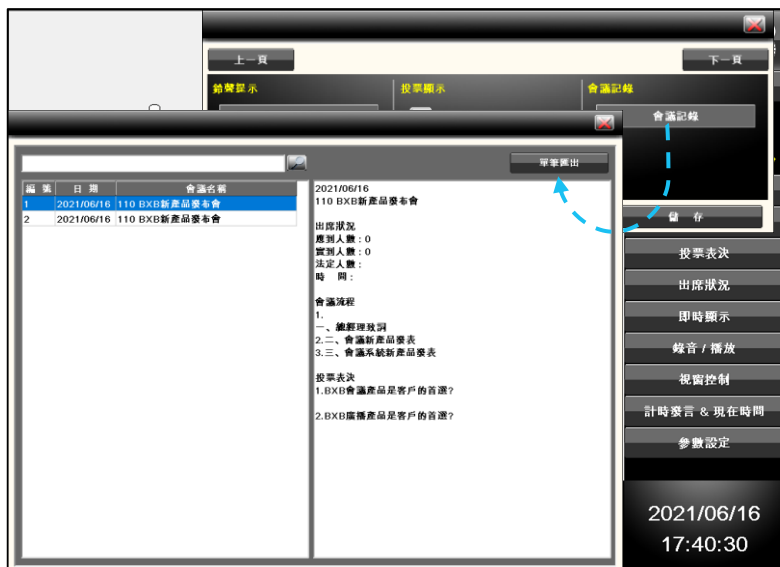 上一頁
下一頁
鈴聲提示
投票顯示
會議記錄
會議記錄
儲 存
單筆匯出
編 號 日 期 會議名稱
1 2021/06/16 110 BXB新產品發布會
2 2021/06/16 110 BXB新產品發布會
2021/06/16
110 BXB新產品發布會
出席狀況
應到人數：0
實到人數：0
法定人數：
時 間：
會議流程
1.
一、總經理致詞
2.二、會議新產品發表
3.三、會議系統新產品發表
投票表決
1.BXB會議產品是客戶的首選?
2.BXB廣播產品是客戶的首選?
投票表決
出席狀況
即時顯示
錄音 / 播放
視窗控制
計時發言 & 現在時間
參數設定
2021/06/16
17:40:30